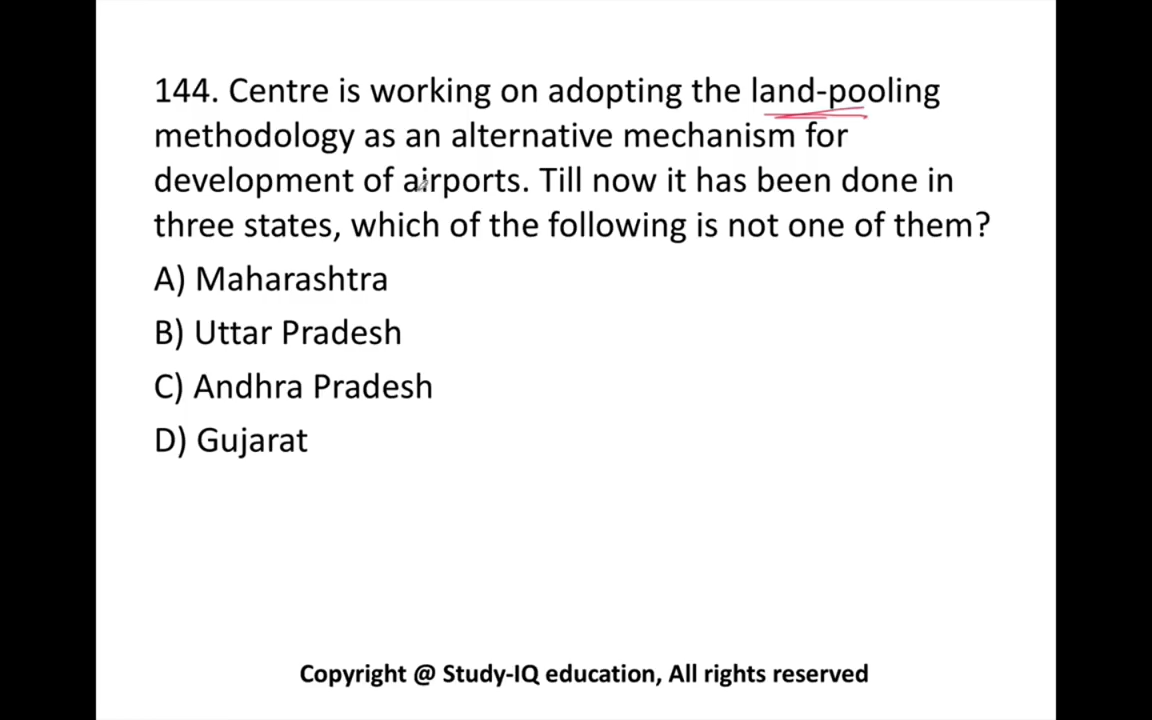 144. Centre is working on adopting the land-pooling
methodology as an alternative mechanism for
development of airports. Till now it has been done in
three states, which of the following is not one of them?
A) Maharashtra
B) Uttar Pradesh
C) Andhra Pradesh
D) Gujarat
Copyright @ Study-IQ education, All rights reserved